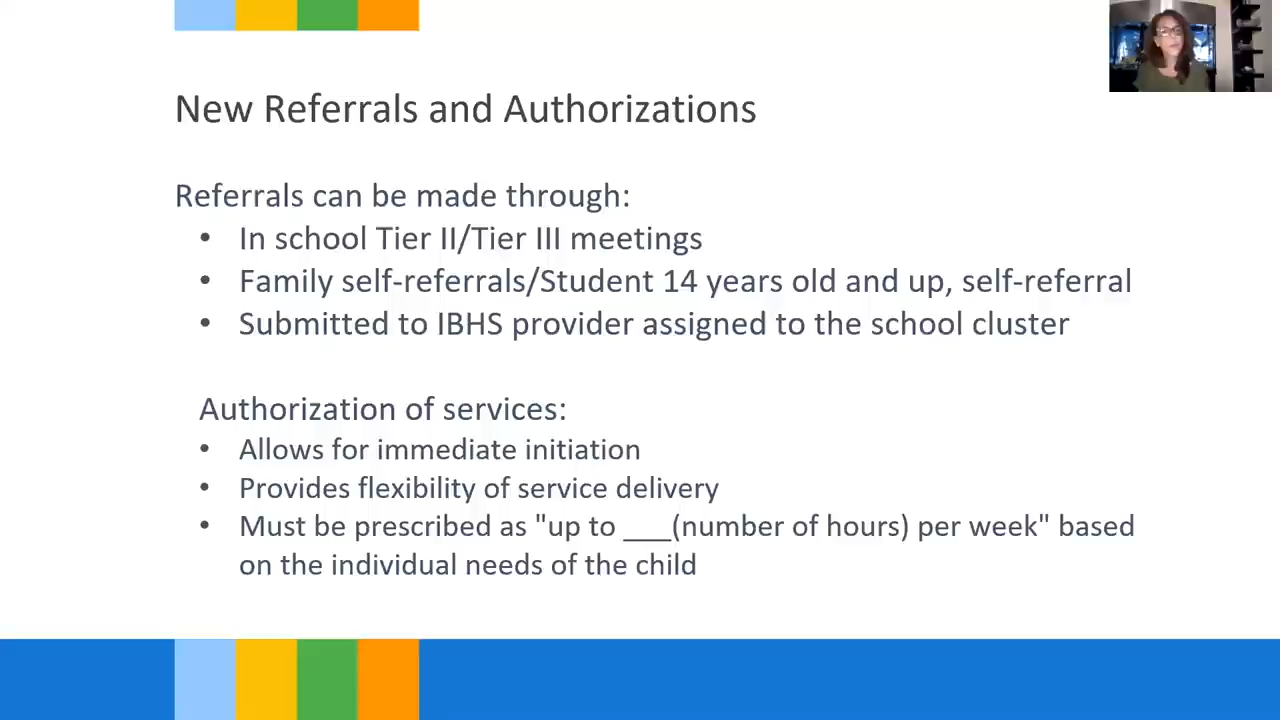 New Referrals and Authorizations
Referrals can be made through:
• In school Tier II/Tier III meetings
• Family self-referrals/Student 14 years old and up, self-referral
• Submitted to IBHS provider assigned to the school cluster
Authorization of services:
• Allows for immediate initiation
• Provides flexibility of service delivery
• Must be prescribed as "up to ___(number of hours) per week" based
on the individual needs of the child